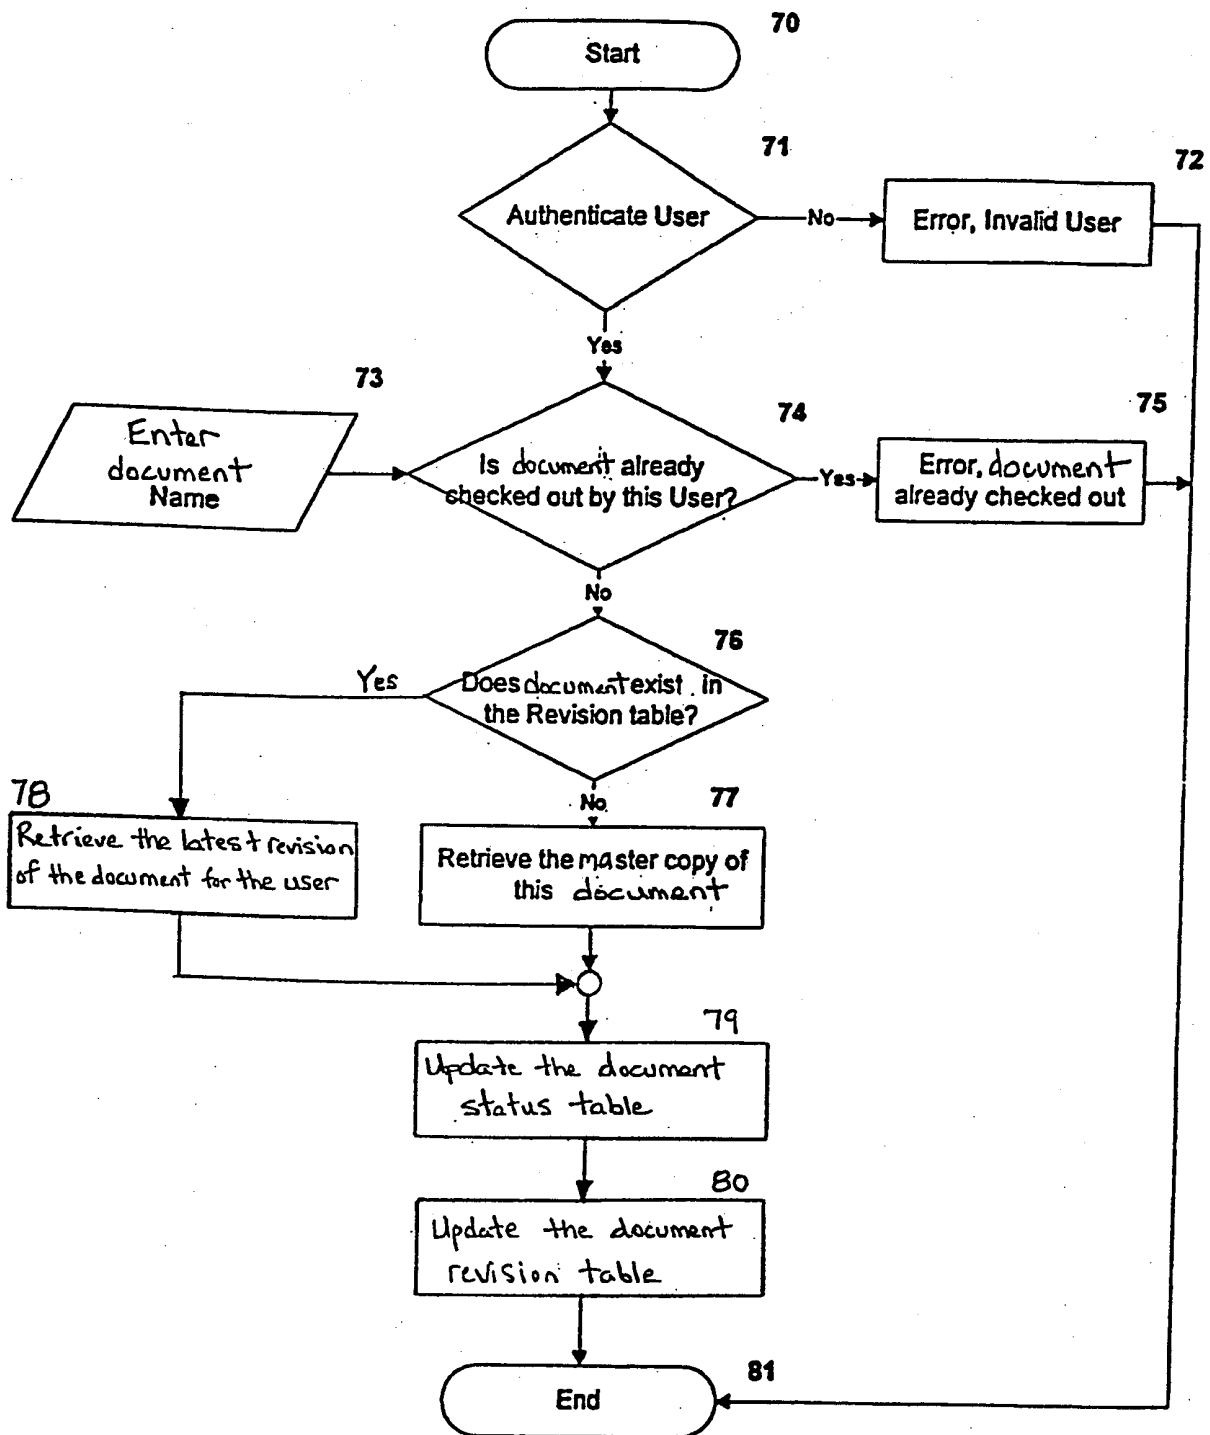 70
Start
71
72
Authenticate User
No
Error, Invalid User
Yes
73
74
75
Enter
document
Name
Is document already
checked out by this User?
Yes
Error, document
already checked out
No
76
Yes
Does document exist in
the Revision table?
78
No
77
Retrieve the latest revision
of the document for the user
Retrieve the master copy of
this document
79
Update the document
status table
80
Update the document
revision table
81
End